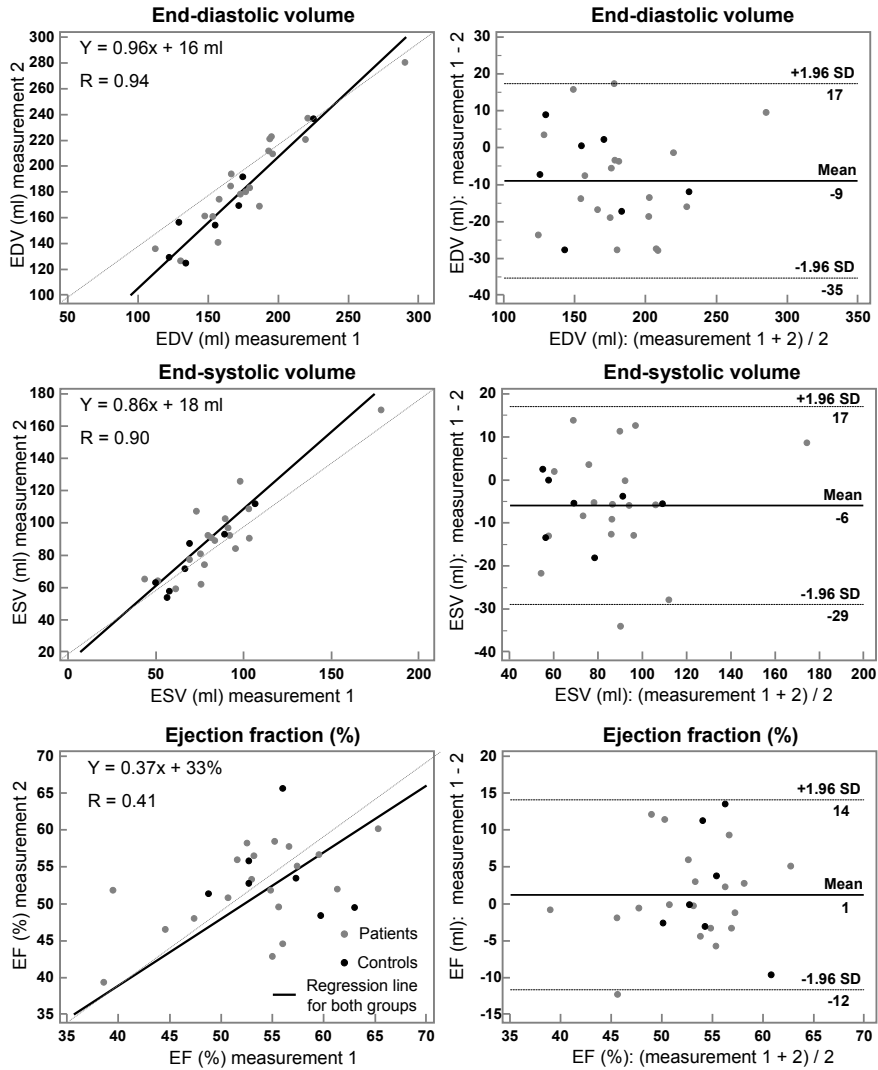 End-diastolic volume
Y = 0.96x + 16 ml
R = 0.94
EDV (ml) measurement 2
300
280
260
240
220
200
180
160
140
120
100
50
100
150
200
250
300
EDV (ml) measurement 1
End-diastolic volume
EDV (ml): measurement 1 - 2
30
20
10
0
-10
-20
-30
-40
+1.96 SD
17
Mean
-9
-1.96 SD
-35
100
150
200
250
300
350
EDV (ml): (measurement 1 + 2) / 2
End-systolic volume
Y = 0.86x + 18 ml
R = 0.90
ESV (ml) measurement 2
180
160
140
120
100
80
60
40
20
0
50
100
150
200
ESV (ml) measurement 1
End-systolic volume
ESV (ml): measurement 1 - 2
20
10
0
-10
-20
-30
-40
+1.96 SD
17
Mean
-6
-1.96 SD
-29
40
60
80
100
120
140
160
180
200
ESV (ml): (measurement 1 + 2) / 2
Ejection fraction (%)
Y = 0.37x + 33%
R = 0.41
EF (%) measurement 2
70
65
60
55
50
45
40
35
Patients
Controls
Regression line
for both groups
35
40
45
50
55
60
65
70
EF (%) measurement 1
Ejection fraction (%)
EF (ml): measurement 1 - 2
20
15
10
5
0
-5
-10
-15
+1.96 SD
14
Mean
1
-1.96 SD
-12
35
40
45
50
55
60
65
70
EF (%): (measurement 1 + 2) / 2